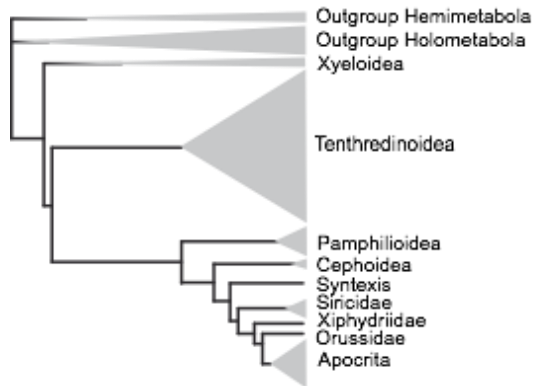 Outgroup Hemimetabola
Outgroup Holometabola
Xyeloidea
Tenthredinoidea
Pamphilioidea
Cephoidea
Syntexis
Siricidae
Xiphydriidae
Orussidae
Apocrita